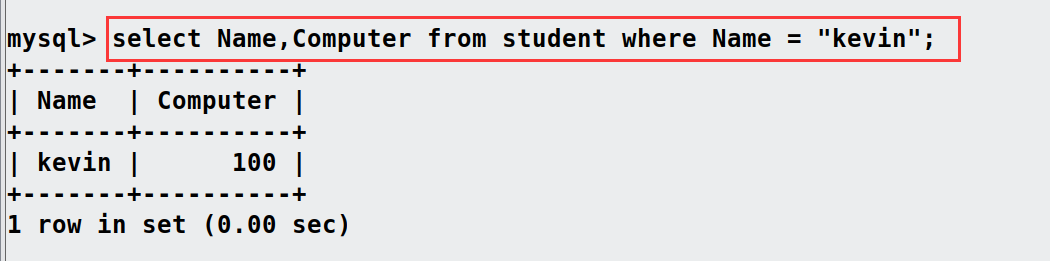 mysql> select Name,Computer from student where Name = "kevin";
+-------+----------+
| Name  | Computer |
+-------+----------+
| kevin |      100 |
+-------+----------+
1 row in set (0.00 sec)